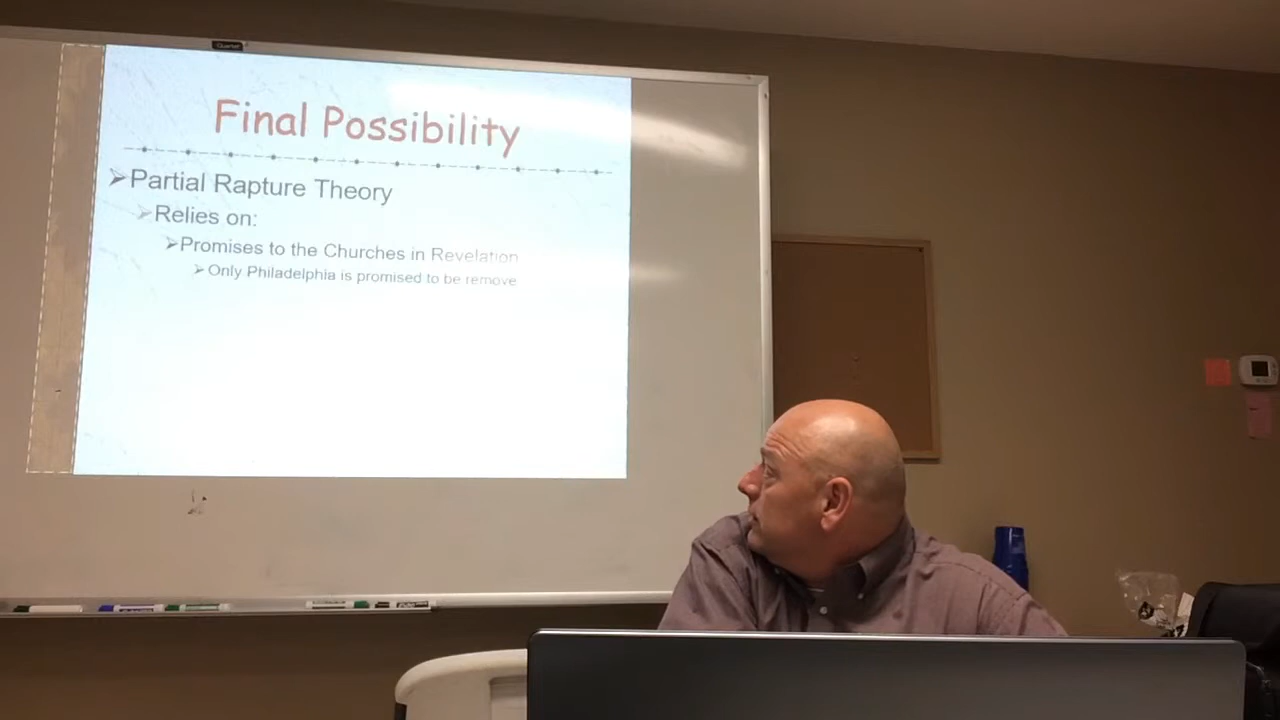 Quartet
Final Possibility
Partial Rapture Theory
Relies on:
Promises to the Churches in Revelation
Only Philadelphia is promised to be remove